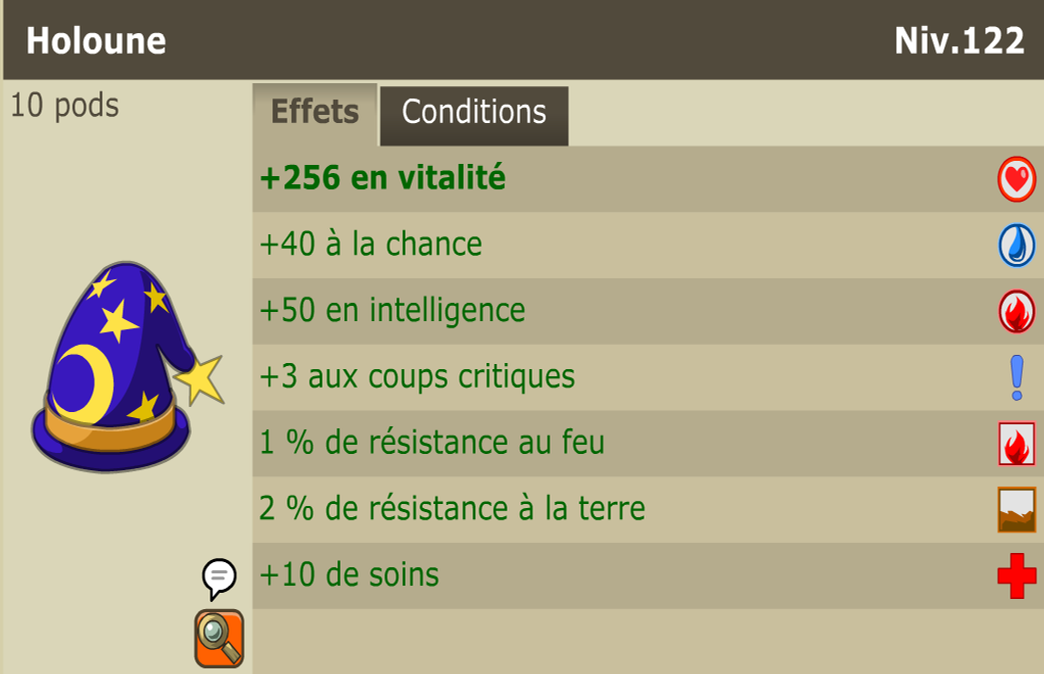 Holoune
Niv.122
10 pods
Effets
Conditions
+256 en vitalité
+40 à la chance
+50 en intelligence
+3 aux coups critiques
1 % de résistance au feu
2 % de résistance à la terre
+10 de soins